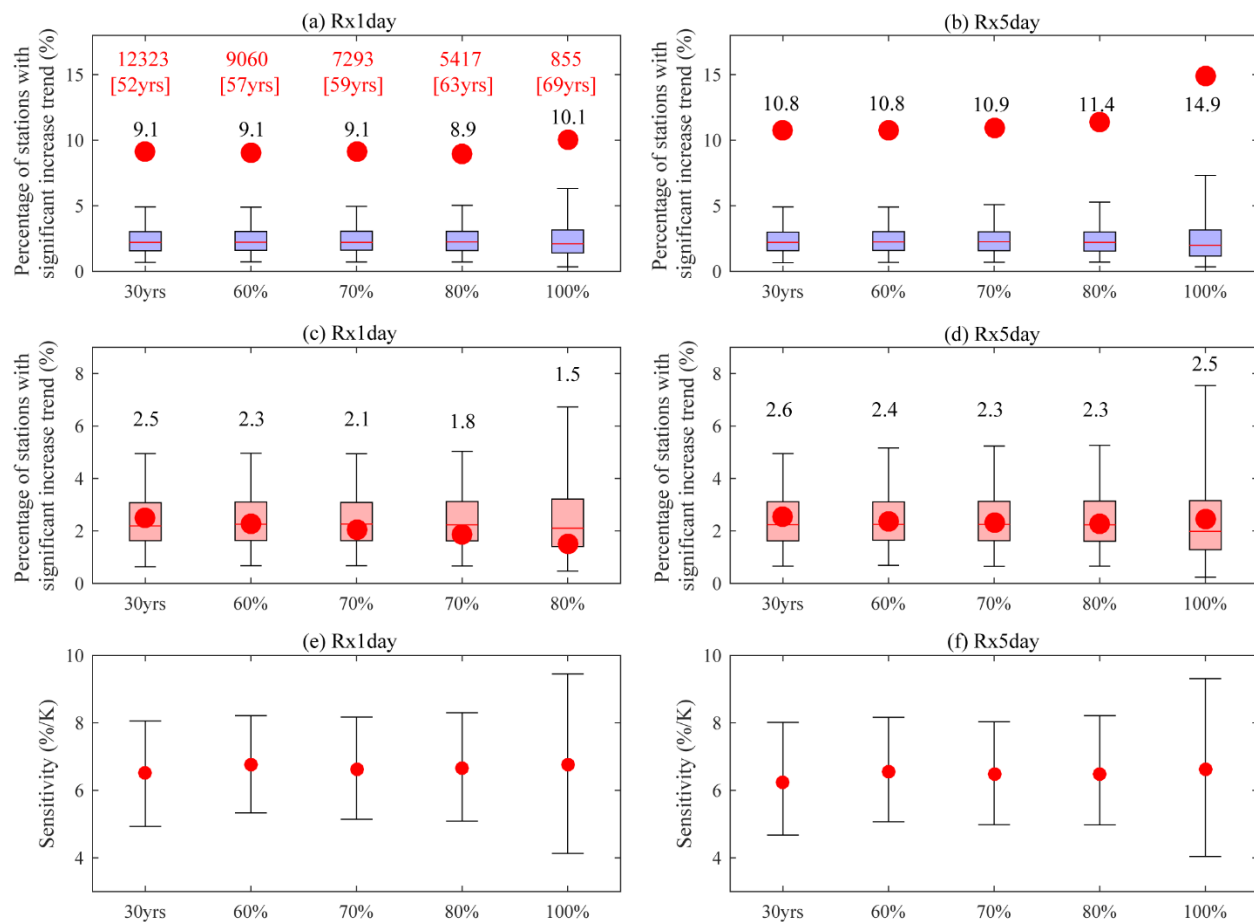 (a) Rx1day
Percentage of stations with
significant increase trend (%)
15
10
5
0
12323 9060 7293 5417 855
[52yrs] [57yrs] [59yrs] [63yrs] [69yrs]
9.1 9.1 9.1 8.9 10.1
30yrs 60% 70% 80% 100%
(b) Rx5day
Percentage of stations with
significant increase trend (%)
15
10
5
0
10.8 10.8 10.9 11.4 14.9
30yrs 60% 70% 80% 100%
(c) Rx1day
Percentage of stations with
significant increase trend (%)
8
6
4
2
0
2.5 2.3 2.1 1.8 1.5
30yrs 60% 70% 70% 80%
(d) Rx5day
Percentage of stations with
significant increase trend (%)
8
6
4
2
0
2.6 2.4 2.3 2.3 2.5
30yrs 60% 70% 80% 100%
(e) Rx1day
Sensitivity (%/K)
10
8
6
4
30yrs 60% 70% 80% 100%
(f) Rx5day
Sensitivity (%/K)
10
8
6
4
30yrs 60% 70% 80% 100%